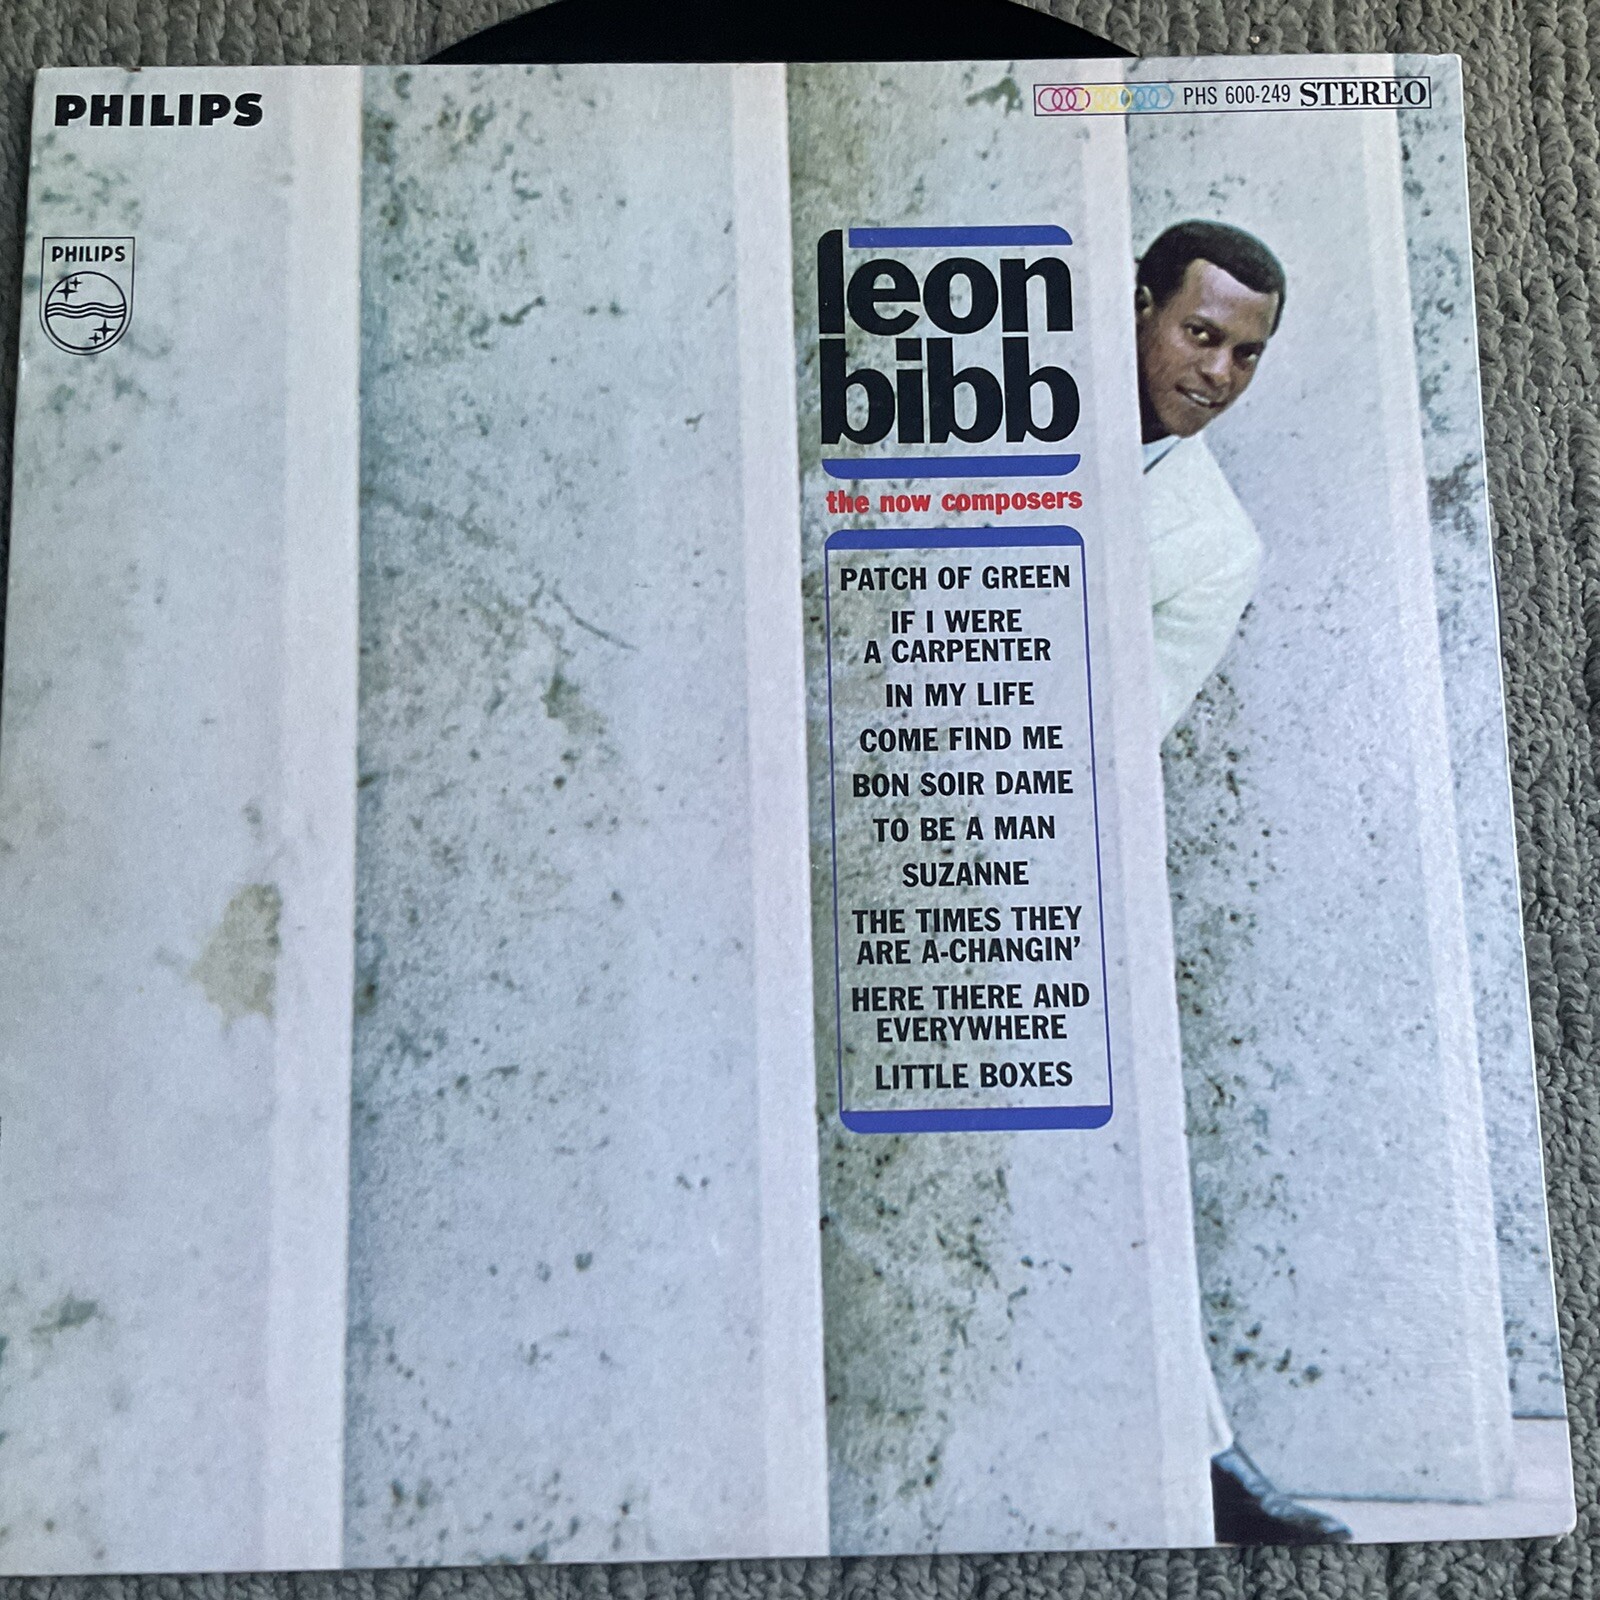 PHILIPS
PHS 600-249 STEREO
PHILIPS
leon
bibb
the now composers
PATCH OF GREEN
IF I WERE
A CARPENTER
IN MY LIFE
COME FIND ME
BON SOIR DAME
TO BE A MAN
SUZANNE
THE TIMES THEY
ARE A-CHANGIN'
HERE THERE AND
EVERYWHERE
LITTLE BOXES